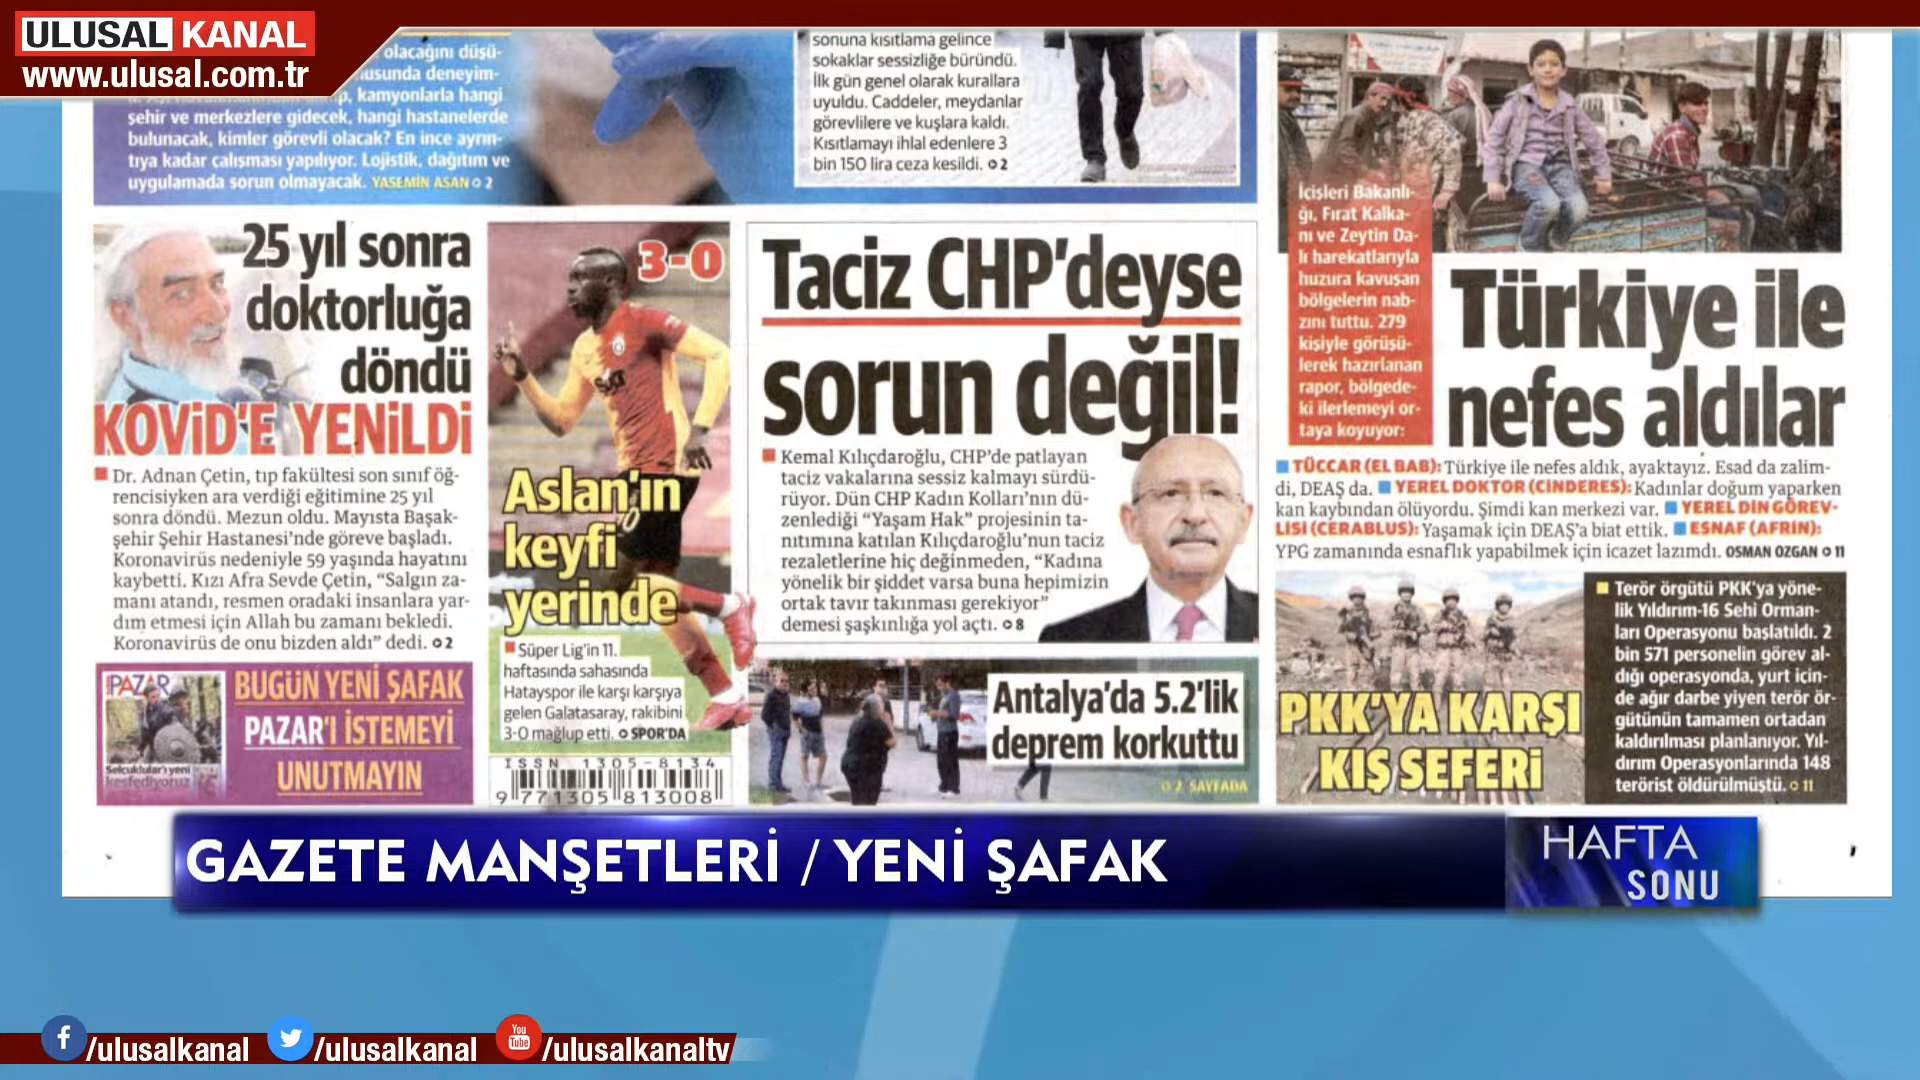 ULUSAL KANAL
www.ulusal.com.tr
olacağını düşü-
usunda deneyim-
p, kamyonlarla hangi
şehir ve merkezlere gidecek, hangi hastanelerde
bulunacak, kimler görevli olacak? En ince ayrın-
tıya kadar çalışması yapılıyor. Lojistik, dağıtım ve
uygulamada sorun olmayacak. YASEMİN ASAN 2
sonuna kısıtlama gelince
sokaklar sessizliğe büründü.
İlk gün genel olarak kurallara
uyuldu. Caddeler, meydanlar
görevlilere ve kuşlara kaldı.
Kısıtlamayı ihlal edenlere 3
bin 150 lira ceza kesildi. 2
25 yıl sonra
doktorluğa
döndü
KOViD'E YENiLDi
Dr. Adnan Çetin, tıp fakültesi son sınıf öğ-
rencisiyken ara verdiği eğitimine 25 yıl
sonra döndü. Mezun oldu. Mayısta Başak-
şehir Şehir Hastanesi'nde göreve başladı.
Koronavirüs nedeniyle 59 yaşında hayatını
kaybetti. Kızı Afra Sevde Çetin, "Salgın za-
manı atandı, resmen oradaki insanlara yar-
dım etmesi için Allah bu zamanı bekledi.
Koronavirüs de onu bizden aldı" dedi. 2
PAZAR
Selçuklular'ı yeni
keşfediyoruz
BUGÜN YENİ ŞAFAK
PAZAR'I İSTEMEYİ
UNUTMAYIN
3-0
Aslan'ın
keyfi
yerinde
Süper Lig'in 11.
haftasında sahasında
Hatayspor ile karşı karşıya
gelen Galatasaray, rakibini
3-0 mağlup etti. SPOR'DA
ISSN 1305-8134
9 771305 813008
Taciz CHP'deyse
sorun değil!
Kemal Kılıçdaroğlu, CHP'de patlayan
taciz vakalarına sessiz kalmayı sürdü-
rüyor. Dün CHP Kadın Kolları'nın dü-
zenlediği "Yaşam Hak" projesinin ta-
nıtımına katılan Kılıçdaroğlu'nun taciz
rezaletlerine hiç değinmeden, "Kadına
yönelik bir şiddet varsa buna hepimizin
ortak tavır takınması gerekiyor"
demesi şaşkınlığa yol açtı. 8
Antalya'da 5.2'lik
deprem korkuttu
2. SAYFADA
İçişleri Bakanlı-
ğı, Fırat Kalka-
nı ve Zeytin Da-
lı harekatlarıyla
huzura kavuşan
bölgelerin nab-
zını tuttu. 279
kişiyle görüşü-
lerek hazırlanan
rapor, bölgede-
ki ilerlemeyi or-
taya koyuyor:
Türkiye ile
nefes aldılar
TÜCCAR (EL BAB): Türkiye ile nefes aldık, ayaktayız. Esad da zalim-
di, DEAŞ da. YEREL DOKTOR (CİNDERES): Kadınlar doğum yaparken
kan kaybından ölüyordu. Şimdi kan merkezi var. YEREL DİN GÖREV-
LİSİ (CERABLUS): Yaşamak için DEAŞ'a biat ettik. ESNAF (AFRİN):
YPG zamanında esnaflık yapabilmek için icazet lazımdı. OSMAN ÖZGAN 11
PKK'YA KARŞI
KIŞ SEFERi
Terör örgütü PKK'ya yöne-
lik Yıldırım-16 Sehi Orman-
ları Operasyonu başlatıldı. 2
bin 571 personelin görev al-
dığı operasyonda, yurt için-
de ağır darbe yiyen terör ör-
gütünün tamamen ortadan
kaldırılması planlanıyor. Yıl-
dırım Operasyonlarında 148
terörist öldürülmüştü. 11
GAZETE MANŞETLERİ / YENİ ŞAFAK
HAFTA
SONU
/ulusalkanal
/ulusalkanal
You
Tube
/ulusalkanaltv